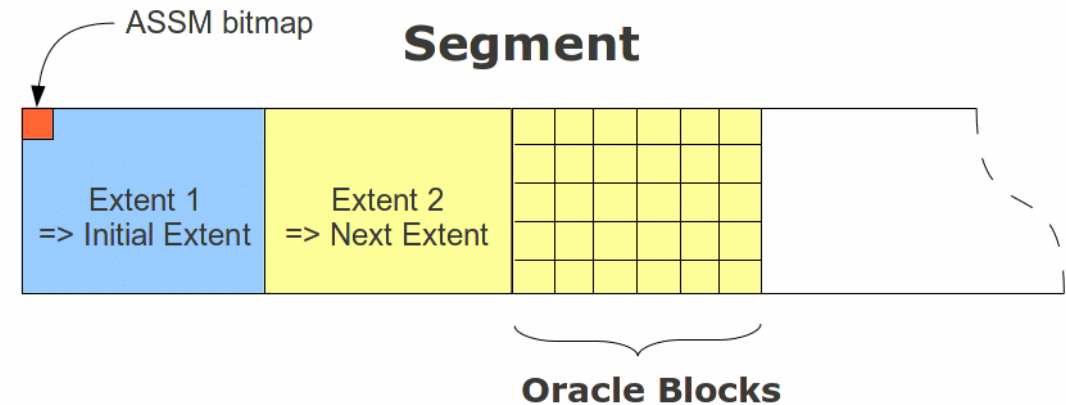 ASSM bitmap
Segment
Extent 1
=> Initial Extent
Extent 2
=> Next Extent
Oracle Blocks